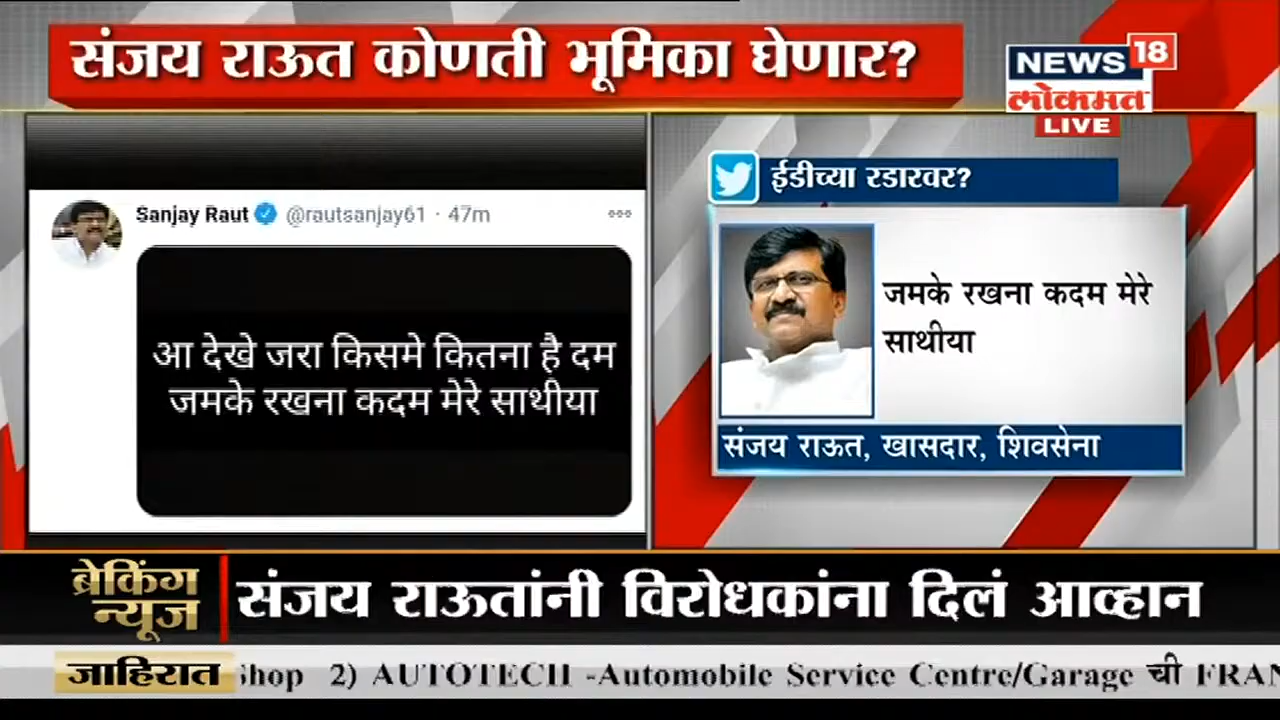 संजय राऊत कोणती भूमिका घेणार?
NEWS 18
लोकमत
LIVE
Sanjay Raut @rautsanjay61 · 47m
आ देखे जरा किसमे कितना है दम
जमके रखना कदम मेरे साथीया
ईडीच्या रडारवर?
जमके रखना कदम मेरे
साथीया
संजय राऊत, खासदार, शिवसेना
ब्रेकिंग
न्यूज
संजय राऊतांनी विरोधकांना दिलं आव्हान
जाहिरात
Shop 2) AUTOTECH -Automobile Service Centre/Garage ची FRAN